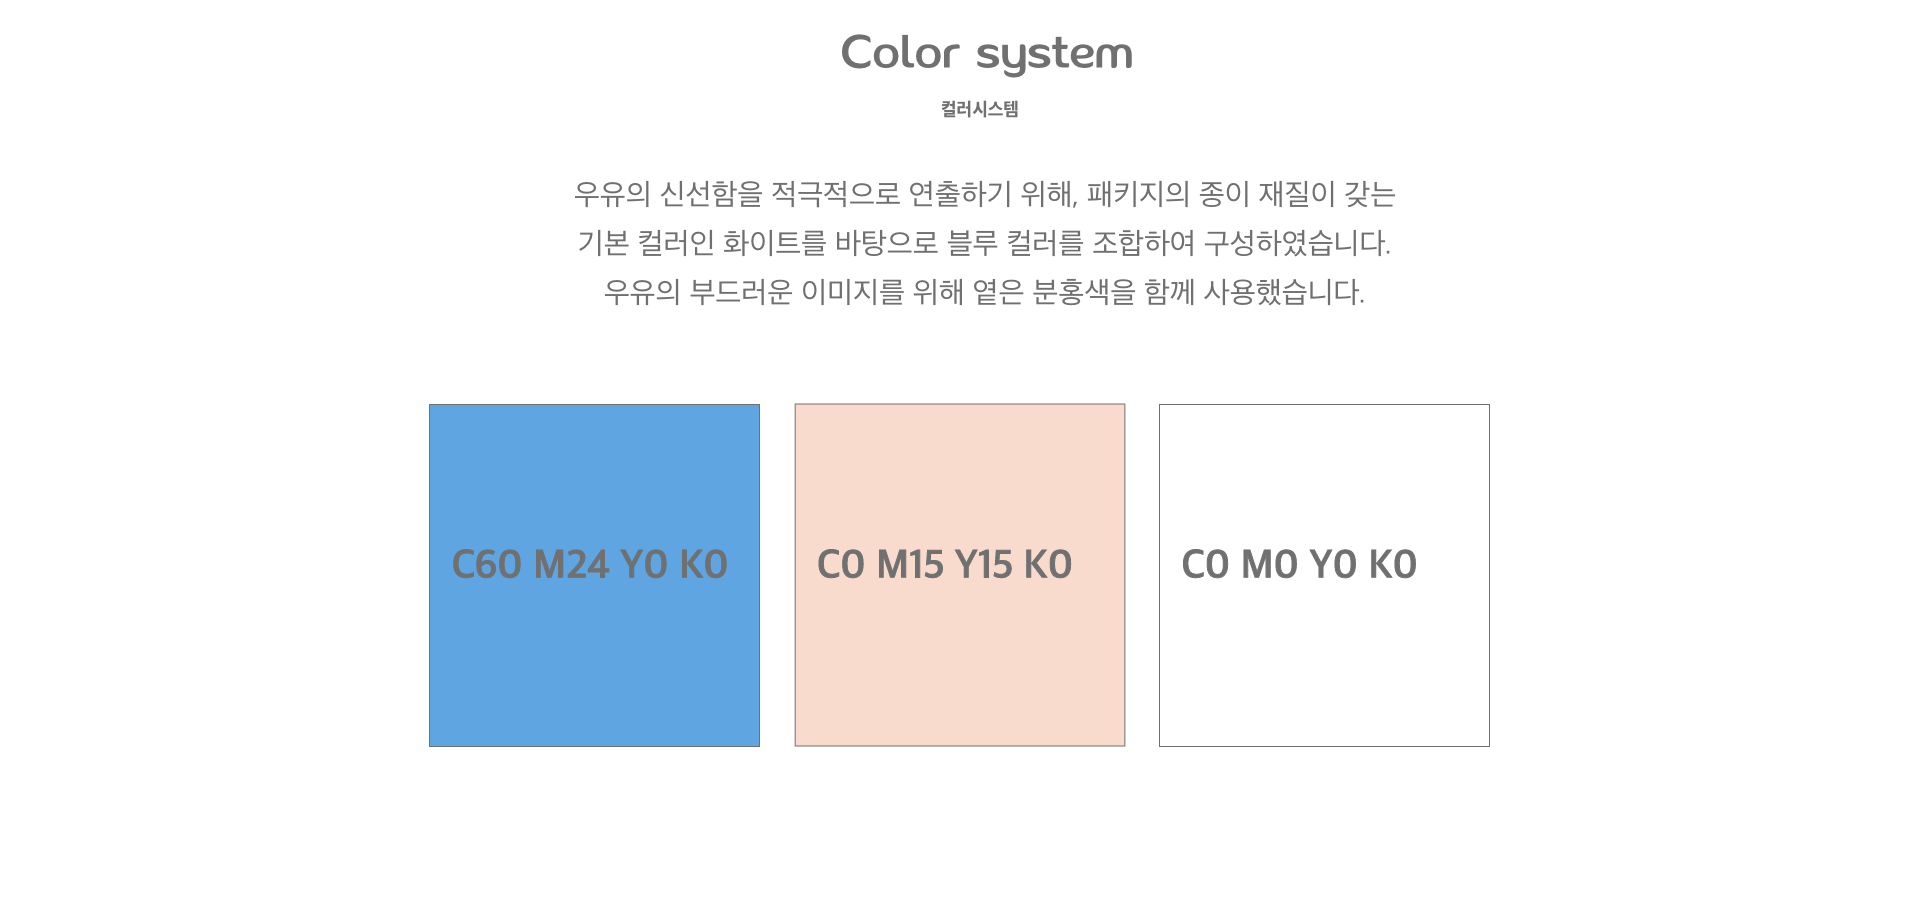 Color system
컬러시스템
우유의 신선함을 적극적으로 연출하기 위해, 패키지의 종이 재질이 갖는
기본 컬러인 화이트를 바탕으로 블루 컬러를 조합하여 구성하였습니다.
우유의 부드러운 이미지를 위해 옅은 분홍색을 함께 사용했습니다.
C60 M24 Y0 K0
C0 M15 Y15 K0
C0 M0 Y0 K0